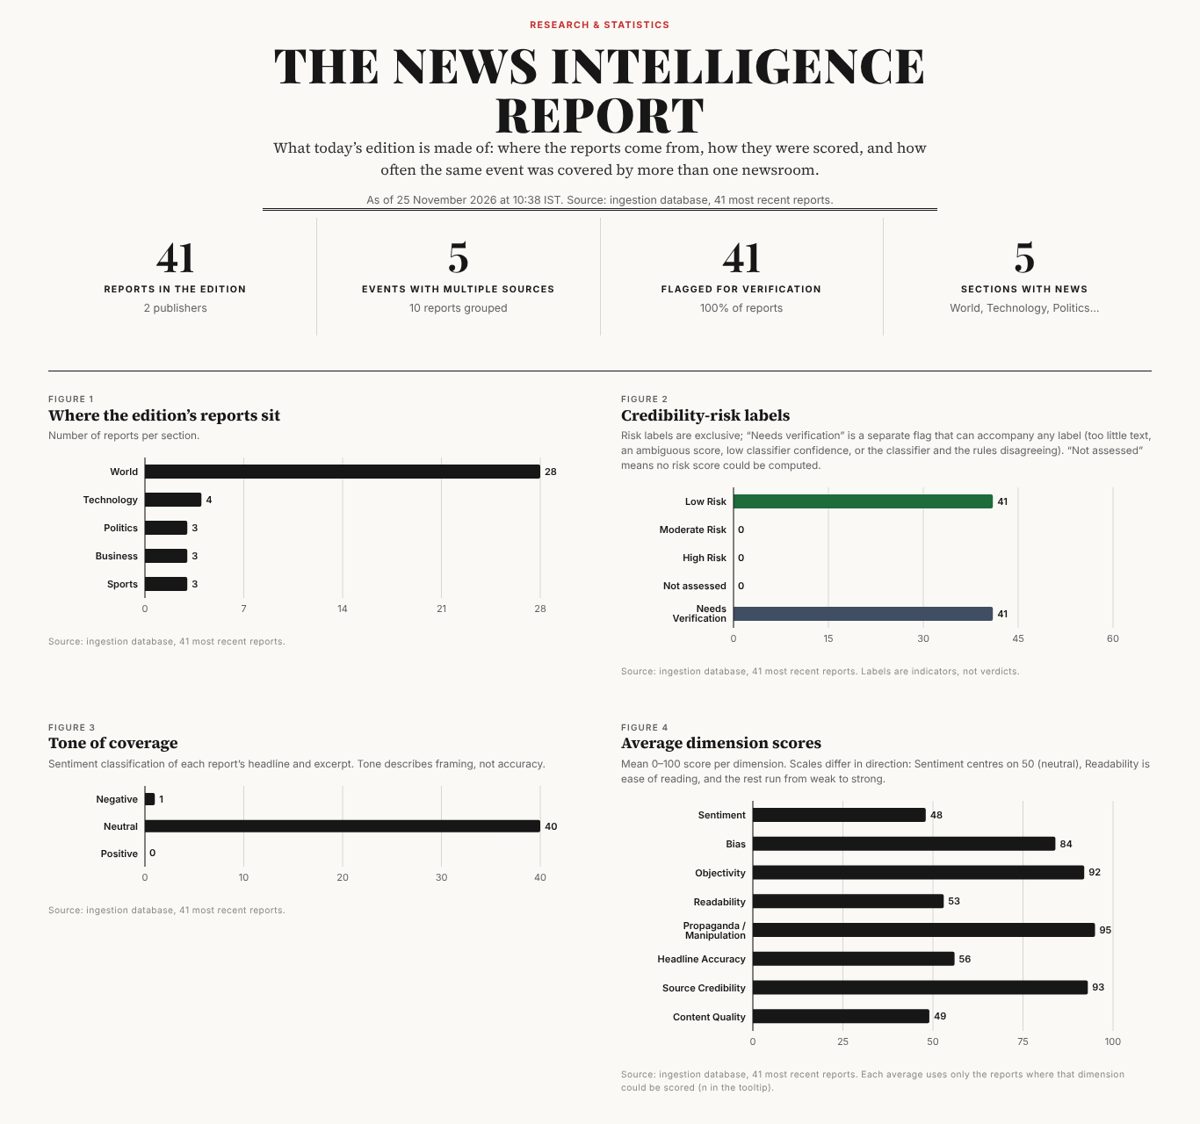 RESEARCH & STATISTICS
THE NEWS INTELLIGENCE
REPORT
What today’s edition is made of: where the reports come from, how they were scored, and how
often the same event was covered by more than one newsroom.
As of 25 November 2026 at 10:38 IST. Source: ingestion database, 41 most recent reports.
41
REPORTS IN THE EDITION
2 publishers
5
EVENTS WITH MULTIPLE SOURCES
10 reports grouped
41
FLAGGED FOR VERIFICATION
100% of reports
5
SECTIONS WITH NEWS
World, Technology, Politics…
FIGURE 1
Where the edition’s reports sit
Number of reports per section.
World 28
Technology 4
Politics 3
Business 3
Sports 3
0 7 14 21 28
Source: ingestion database, 41 most recent reports.
FIGURE 2
Credibility-risk labels
Risk labels are exclusive; “Needs verification” is a separate flag that can accompany any label (too little text,
an ambiguous score, low classifier confidence, or the classifier and the rules disagreeing). “Not assessed”
means no risk score could be computed.
Low Risk 41
Moderate Risk 0
High Risk 0
Not assessed 0
Needs
Verification 41
0 15 30 45 60
Source: ingestion database, 41 most recent reports. Labels are indicators, not verdicts.
FIGURE 3
Tone of coverage
Sentiment classification of each report’s headline and excerpt. Tone describes framing, not accuracy.
Negative 1
Neutral 40
Positive 0
0 10 20 30 40
Source: ingestion database, 41 most recent reports.
FIGURE 4
Average dimension scores
Mean 0–100 score per dimension. Scales differ in direction: Sentiment centres on 50 (neutral), Readability is
ease of reading, and the rest run from weak to strong.
Sentiment 48
Bias 84
Objectivity 92
Readability 53
Propaganda /
Manipulation 95
Headline Accuracy 56
Source Credibility 93
Content Quality 49
0 25 50 75 100
Source: ingestion database, 41 most recent reports. Each average uses only the reports where that dimension
could be scored (n in the tooltip).